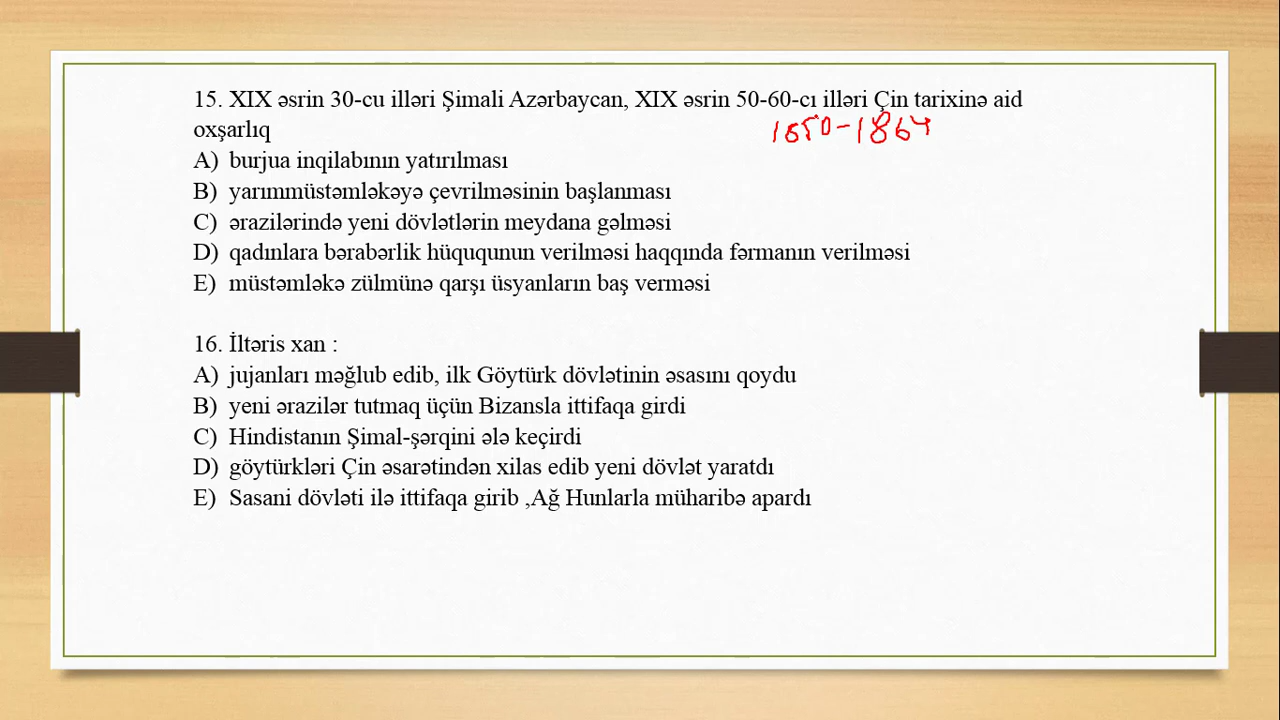 15. XIX əsrin 30-cu illəri Şimali Azərbaycan, XIX əsrin 50-60-cı illəri Çin tarixinə aid
oxşarlıq
1850-1864
A) burjua inqilabının yatırılması
B) yarımmüstəmləkəyə çevrilməsinin başlanması
C) ərazilərində yeni dövlətlərin meydana gəlməsi
D) qadınlara bərabərlik hüququnun verilməsi haqqında fərmanın verilməsi
E) müstəmləkə zülmünə qarşı üsyanların baş verməsi
16. İltəris xan :
A) jujanları məğlub edib, ilk Göytürk dövlətinin əsasını qoydu
B) yeni ərazilər tutmaq üçün Bizansla ittifaqa girdi
C) Hindistanın Şimal-şərqini ələ keçirdi
D) göytürkləri Çin əsarətindən xilas edib yeni dövlət yaratdı
E) Sasani dövləti ilə ittifaqa girib ,Ağ Hunlarla müharibə apardı